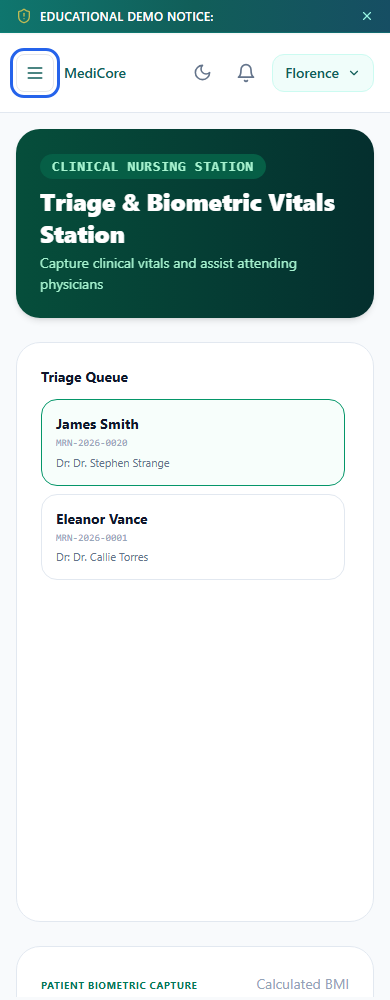 EDUCATIONAL DEMO NOTICE:
MediCore
Florence
CLINICAL NURSING STATION
Triage & Biometric Vitals
Station
Capture clinical vitals and assist attending
physicians
Triage Queue
James Smith
MRN-2026-0020
Dr: Dr. Stephen Strange
Eleanor Vance
MRN-2026-0001
Dr: Dr. Callie Torres
PATIENT BIOMETRIC CAPTURE
Calculated BMI